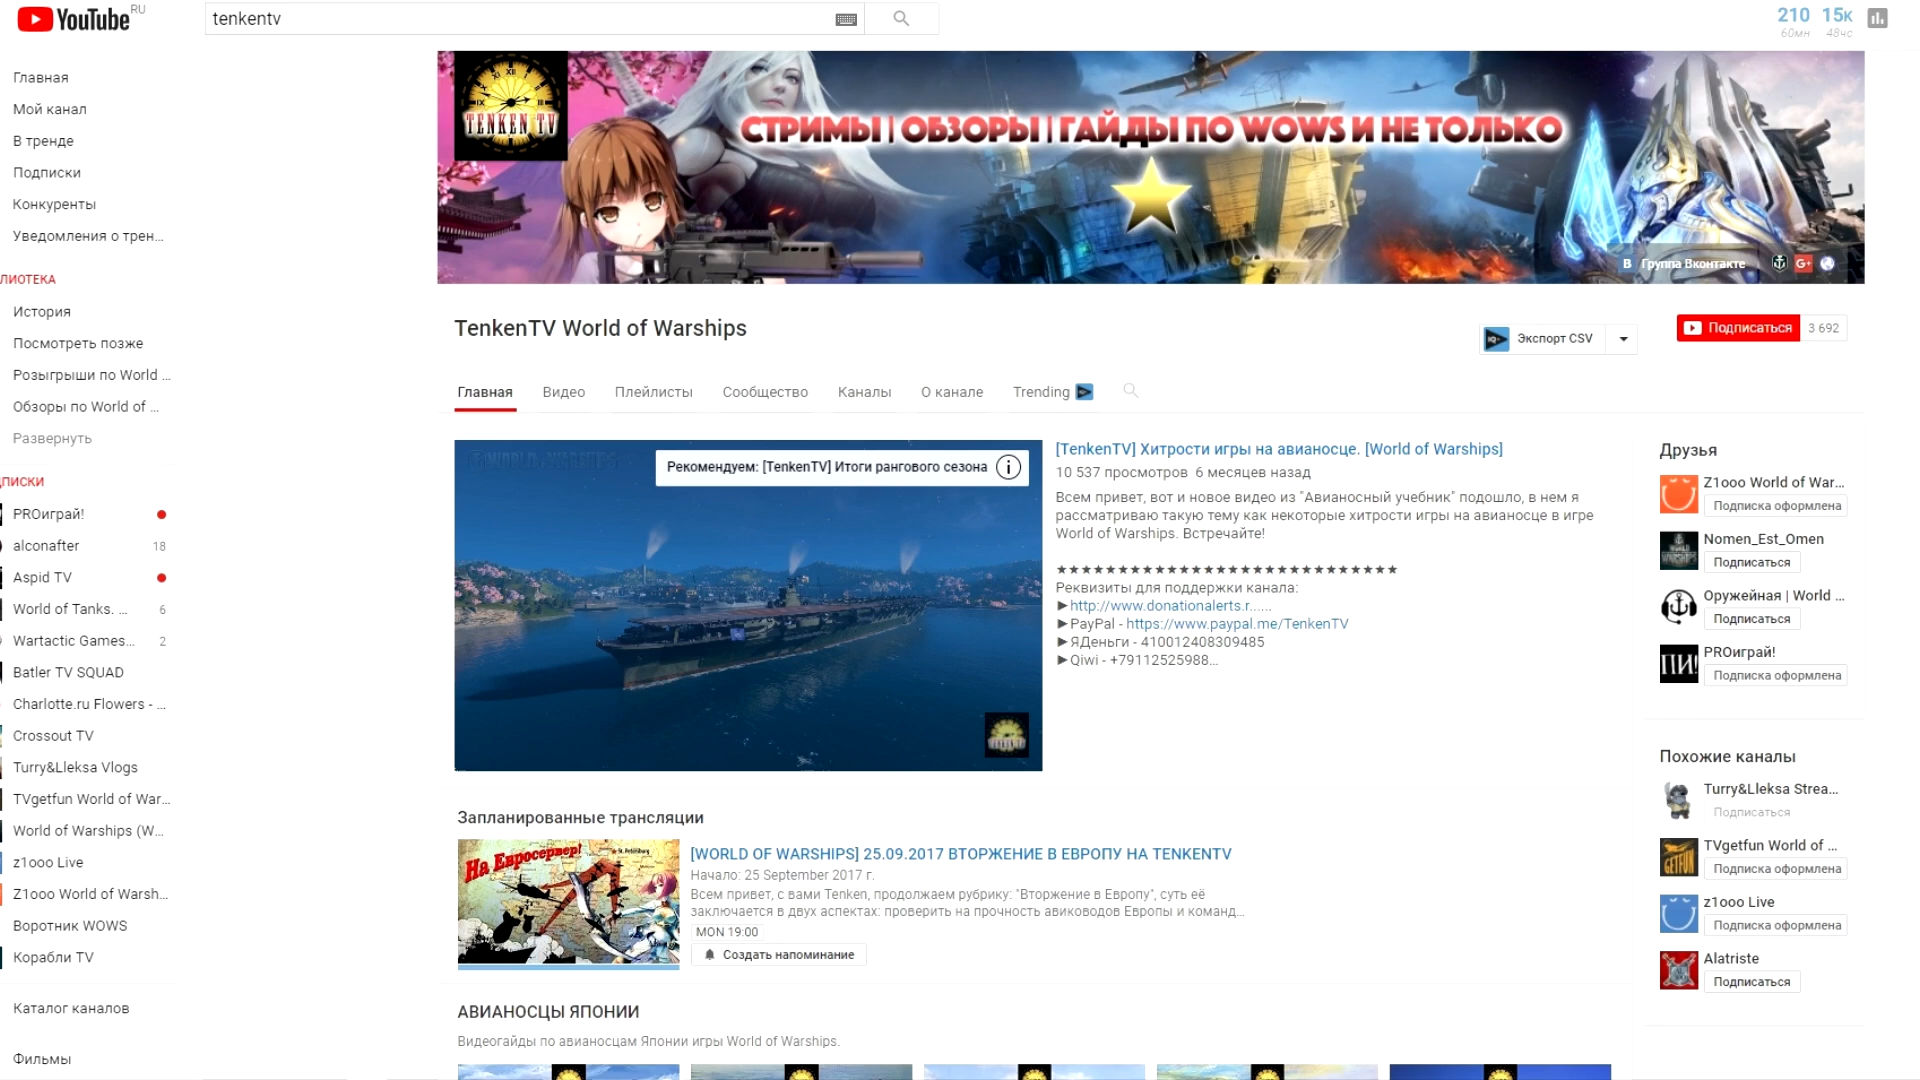 YouTube RU
tenkentv
210 15к
60мн 48чс
Главная
Мой канал
В тренде
Подписки
Конкуренты
Уведомления о трен...
ЛИОТЕКА
История
Посмотреть позже
Розыгрыши по World ...
Обзоры по World of ...
Развернуть
ПИСКИ
PROиграй!
alconafter 18
Aspid TV
World of Tanks. ... 6
Wartactic Games... 2
Batler TV SQUAD
Charlotte.ru Flowers - ...
Crossout TV
Turry&Lleksa Vlogs
TVgetfun World of War...
World of Warships (W...
z1ooo Live
Z1ooo World of Warsh...
Воротник WOWS
Корабли TV
Каталог каналов
Фильмы
TENKEN TV
СТРИМЫ | ОБЗОРЫ | ГАЙДЫ ПО WOWS И НЕ ТОЛЬКО
В Группа Вконтакте G+
TenkenTV World of Warships
Экспорт CSV
Подписаться 3 692
Главная Видео Плейлисты Сообщество Каналы О канале Trending
WORLD OF WARSHIPS
Рекомендуем: [TenkenTV] Итоги рангового сезона
TENKEN TV
[TenkenTV] Хитрости игры на авианосце. [World of Warships]
10 537 просмотров 6 месяцев назад
Всем привет, вот и новое видео из "Авианосный учебник" подошло, в нем я
рассматриваю такую тему как некоторые хитрости игры на авианосце в игре
World of Warships. Встречайте!
★★★★★★★★★★★★★★★★★★★★★★★★★★★★
Реквизиты для поддержки канала:
►http://www.donationalerts.r......
►PayPal - https://www.paypal.me/TenkenTV
►ЯДеньги - 410012408309485
►Qiwi - +79112525988...
Запланированные трансляции
На Евросервер!
St. Petersburg
[WORLD OF WARSHIPS] 25.09.2017 ВТОРЖЕНИЕ В ЕВРОПУ НА TENKENTV
Начало: 25 September 2017 г.
Всем привет, с вами Tenken, продолжаем рубрику: "Вторжение в Европу", суть её
заключается в двух аспектах: проверить на прочность авиководов Европы и команд...
MON 19:00
Создать напоминание
АВИАНОСЦЫ ЯПОНИИ
Видеогайды по авианосцам Японии игры World of Warships.
Друзья
Z1ooo World of War...
Подписка оформлена
Nomen_Est_Omen
Подписаться
Оружейная | World ...
Подписаться
ПИ!
PROиграй!
Подписка оформлена
Похожие каналы
Turry&Lleksa Strea...
Подписаться
GETFUN
TVgetfun World of ...
Подписка оформлена
z1ooo Live
Подписка оформлена
Alatriste
Подписаться